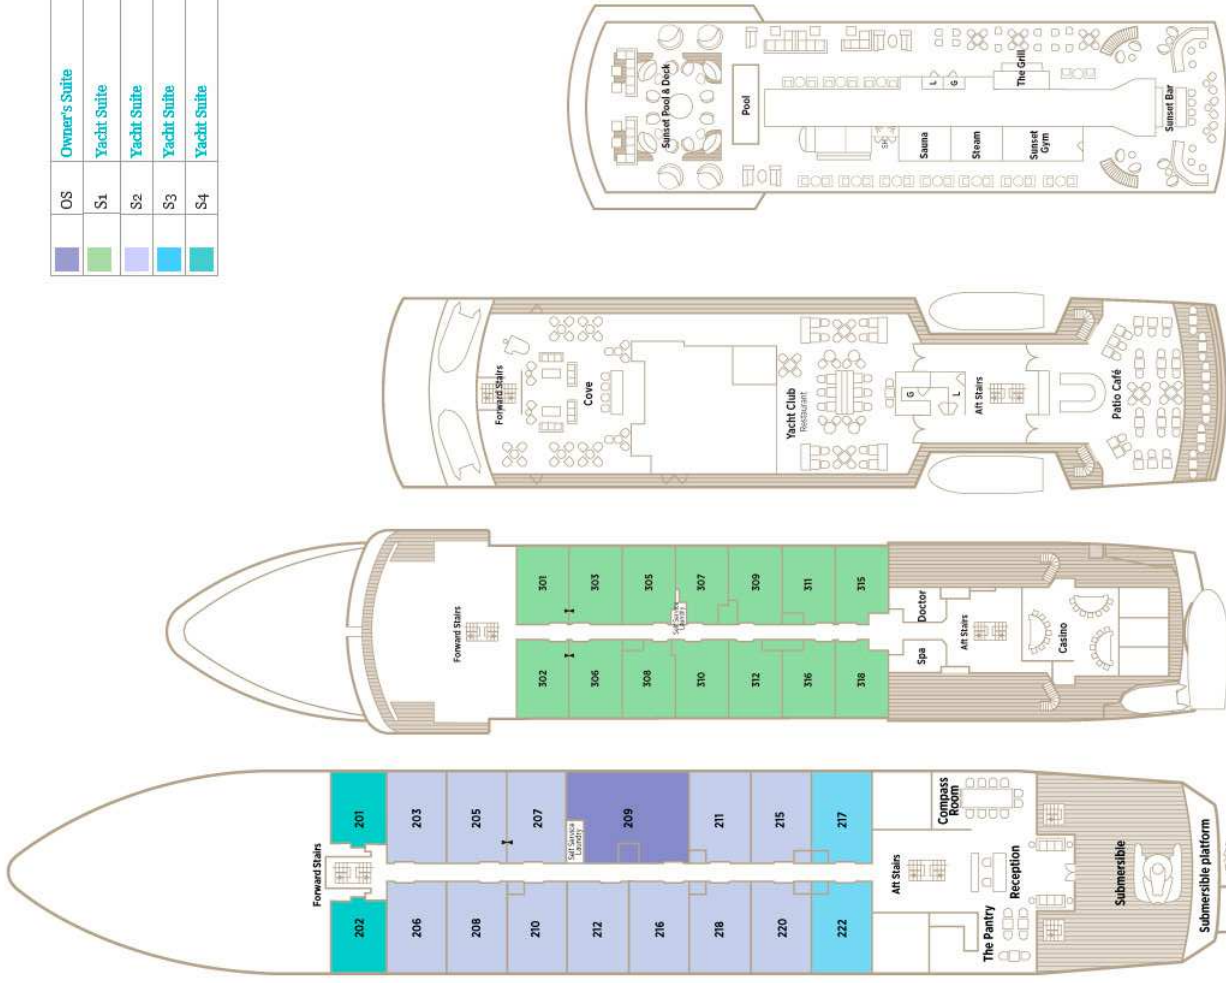 OS Owner's Suite
S1 Yacht Suite
S2 Yacht Suite
S3 Yacht Suite
S4 Yacht Suite
Sunset Pool & Deck
Pool
L
G
The Grill
Sauna
Steam
Sunset
Gym
Sunset Bar
Forward Stairs
Cove
Yacht Club
Restaurant
G
L
Aft Stairs
Patio Café
Forward Stairs
301
303
305
307
309
311
315
Self Service
Laundry
302
306
308
310
312
316
318
Doctor
Spa
Aft Stairs
Casino
Forward Stairs
201
203
205
207
209
211
215
217
Self Service
Laundry
202
206
208
210
212
216
218
220
222
Compass
Room
Aft Stairs
Reception
The Pantry
Submersible
Submersible platform